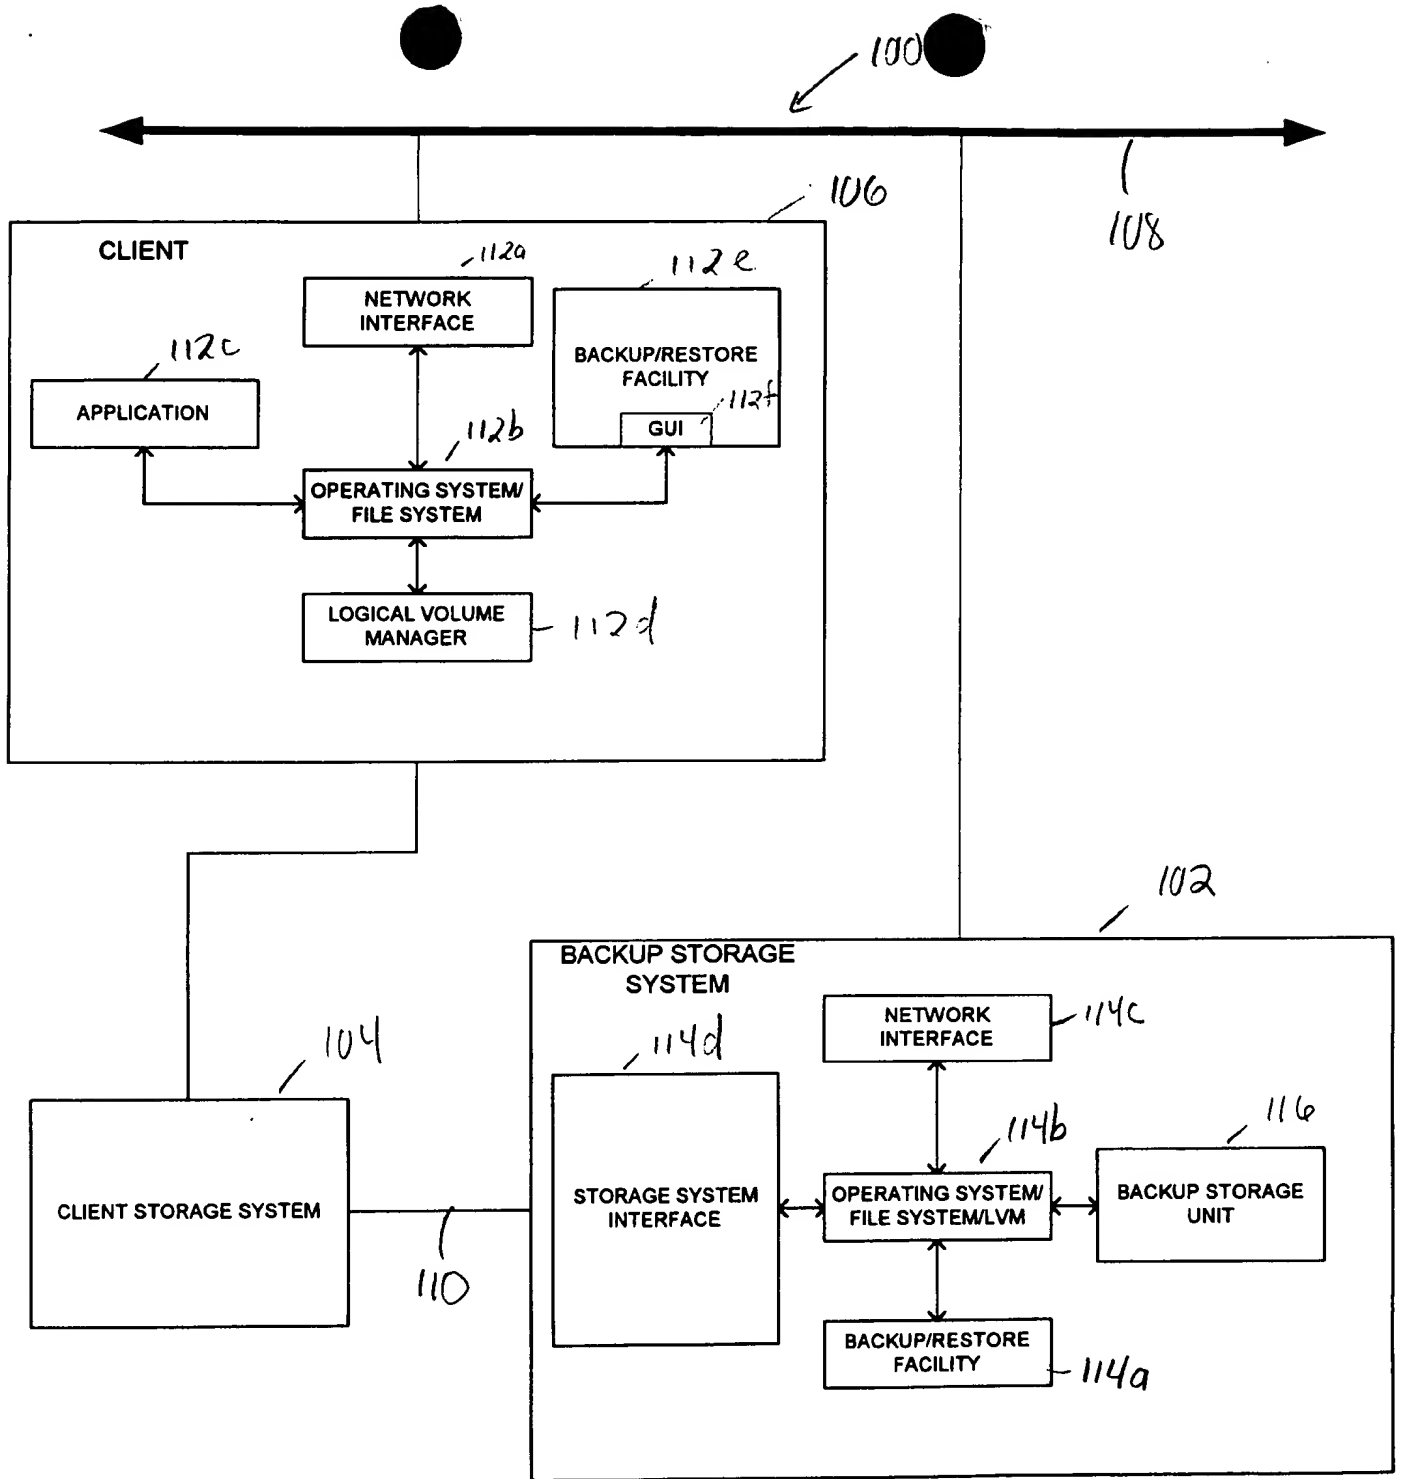 100
108
106
CLIENT
112a
NETWORK
INTERFACE
112e
BACKUP/RESTORE
FACILITY
112f
GUI
112c
APPLICATION
112b
OPERATING SYSTEM/
FILE SYSTEM
LOGICAL VOLUME
MANAGER
112d
102
BACKUP STORAGE
SYSTEM
104
CLIENT STORAGE SYSTEM
110
114d
STORAGE SYSTEM
INTERFACE
NETWORK
INTERFACE
114c
114b
OPERATING SYSTEM/
FILE SYSTEM/LVM
116
BACKUP STORAGE
UNIT
BACKUP/RESTORE
FACILITY
114a